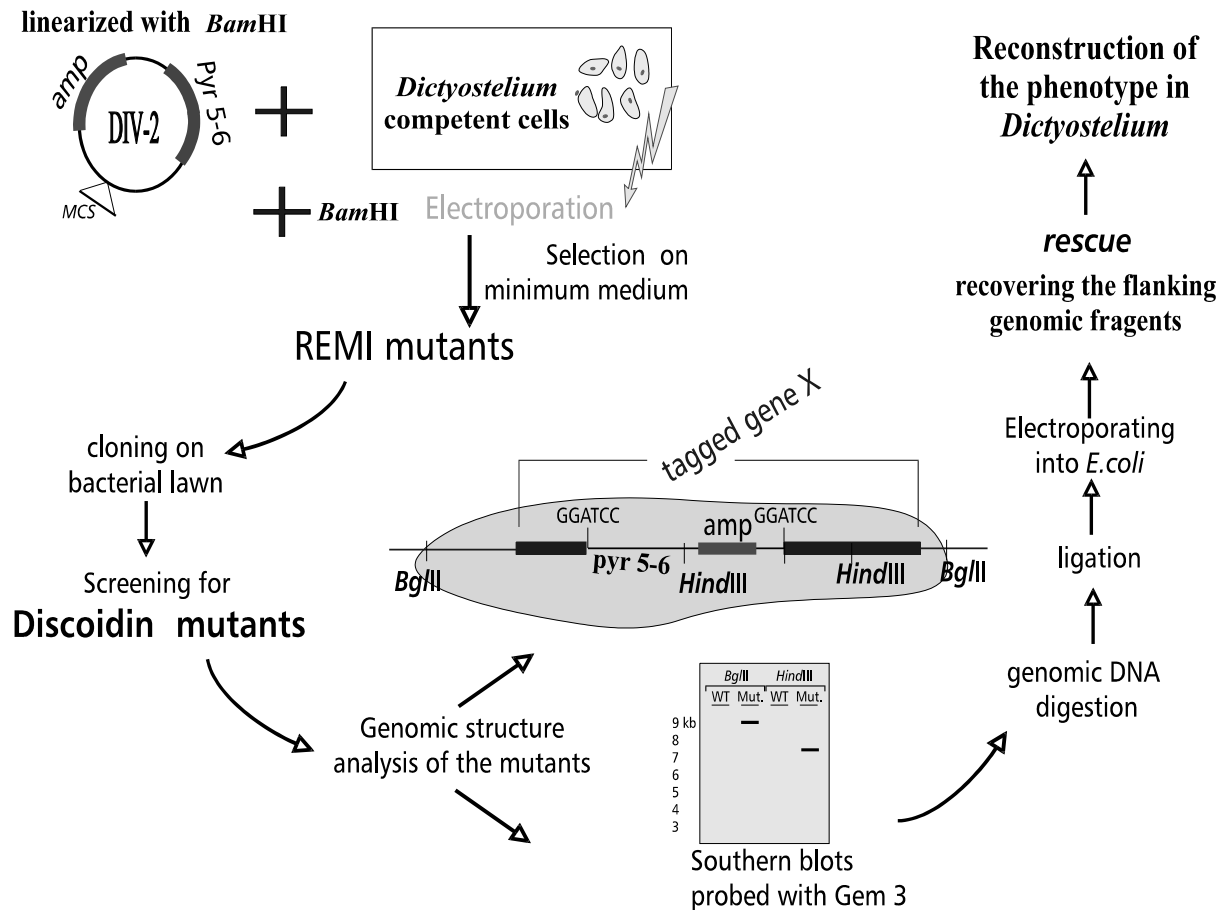 linearized with BamHI
amp
Pyr 5-6
DIV-2
MCS
Dictyostelium
competent cells
BamHI
Electroporation
Selection on
minimum medium
REMI mutants
cloning on
bacterial lawn
Screening for
Discoidin mutants
Genomic structure
analysis of the mutants
tagged gene X
GGATCC
amp
GGATCC
BglII
pyr 5-6
HindIII
HindIII
BglII
BglII
HindIII
WT Mut. WT Mut.
9 kb
8
7
6
5
4
3
Southern blots
probed with Gem 3
genomic DNA
digestion
ligation
Electroporating
into E.coli
recovering the flanking
genomic fragents
rescue
Reconstruction of
the phenotype in
Dictyostelium